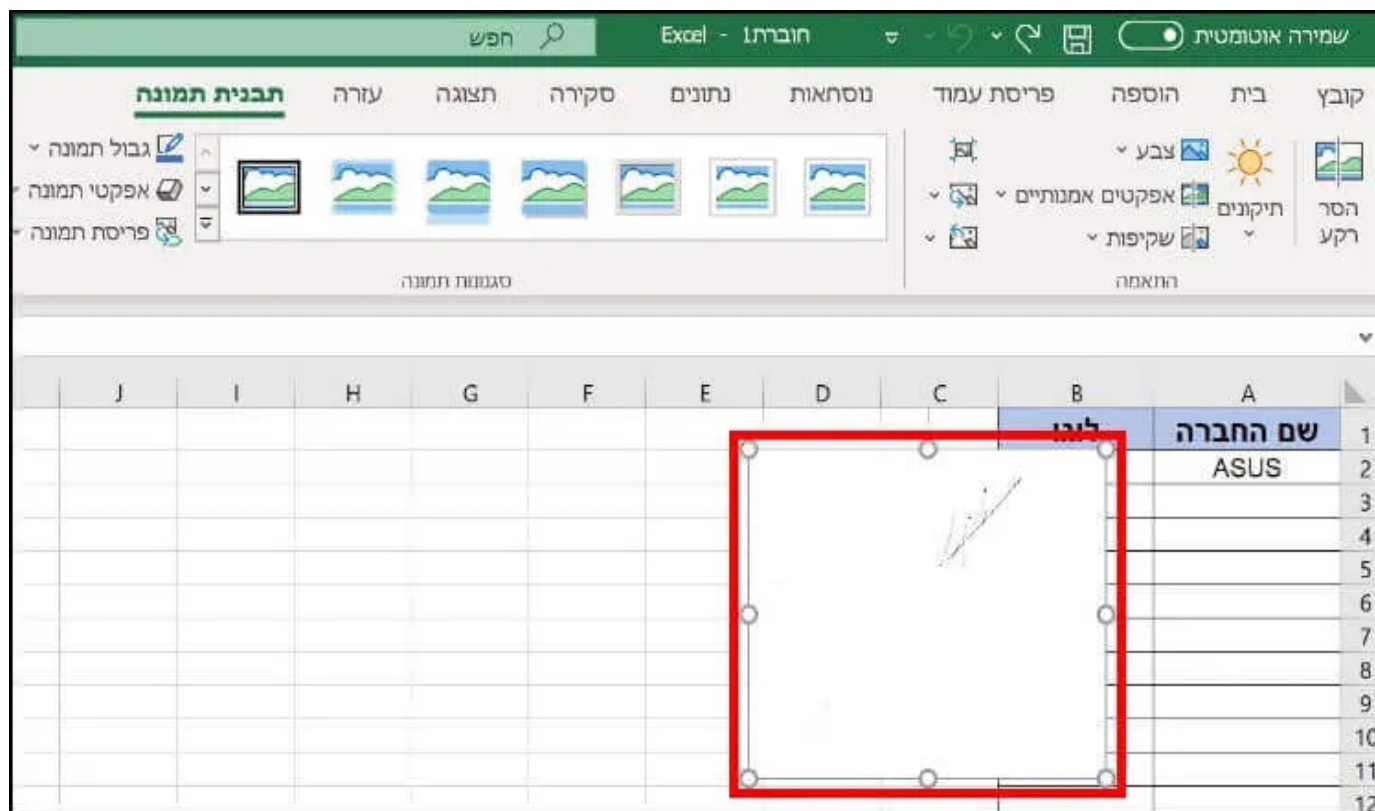 שמירה אוטומטית
חוברת1 - Excel
חפש
קובץ בית הוספה פריסת עמוד נוסחאות נתונים סקירה תצוגה עזרה תבנית תמונה
הסר רקע
תיקונים
צבע
אפקטים אמנותיים
שקיפות
התאמה
גבול תמונה
אפקטי תמונה
פריסת תמונה
סגנונות תמונה
A B C D E F G H I J
1 שם החברה לוגו
2 ASUS
3
4
5
6
7
8
9
10
11
12